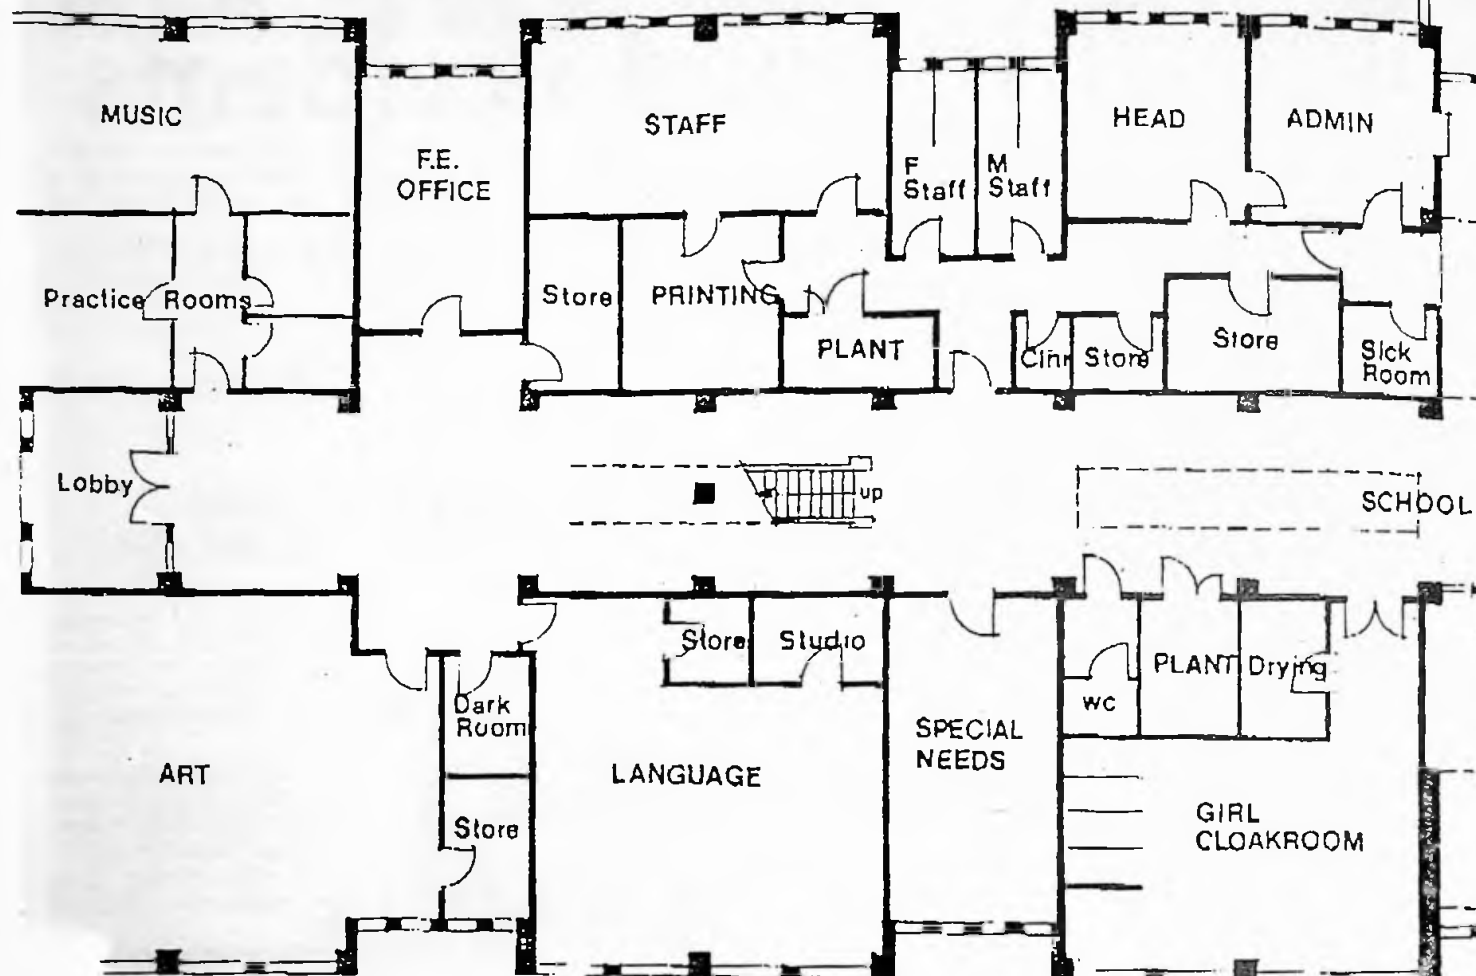 MUSIC
F.E.
OFFICE
STAFF
F
Staff
M
Staff
HEAD
ADMIN
Practice Rooms
Store
PRINTING
PLANT
Clnr
Store
Store
Sick
Room
Lobby
up
SCHOOL
Store
Studio
Dark
Room
WC
PLANT
Drying
ART
LANGUAGE
SPECIAL
NEEDS
Store
GIRL
CLOAKROOM